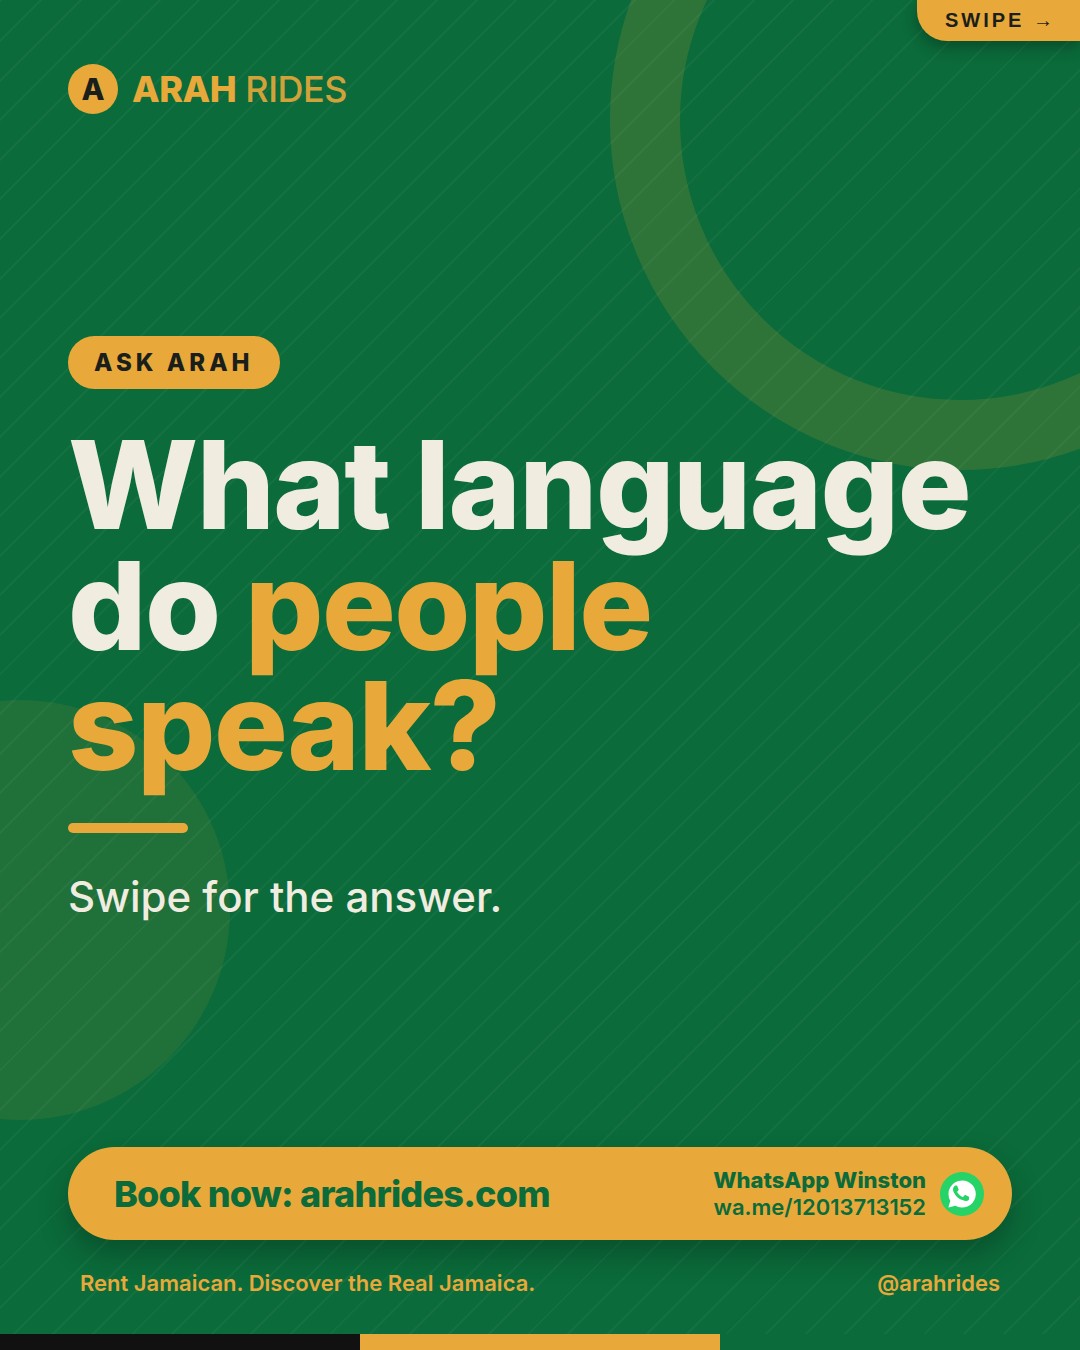 SWIPE →
A ARAH RIDES
ASK ARAH
What language
do people
speak?
Swipe for the answer.
Book now: arahrides.com
WhatsApp Winston
wa.me/12013713152
Rent Jamaican. Discover the Real Jamaica.
@arahrides